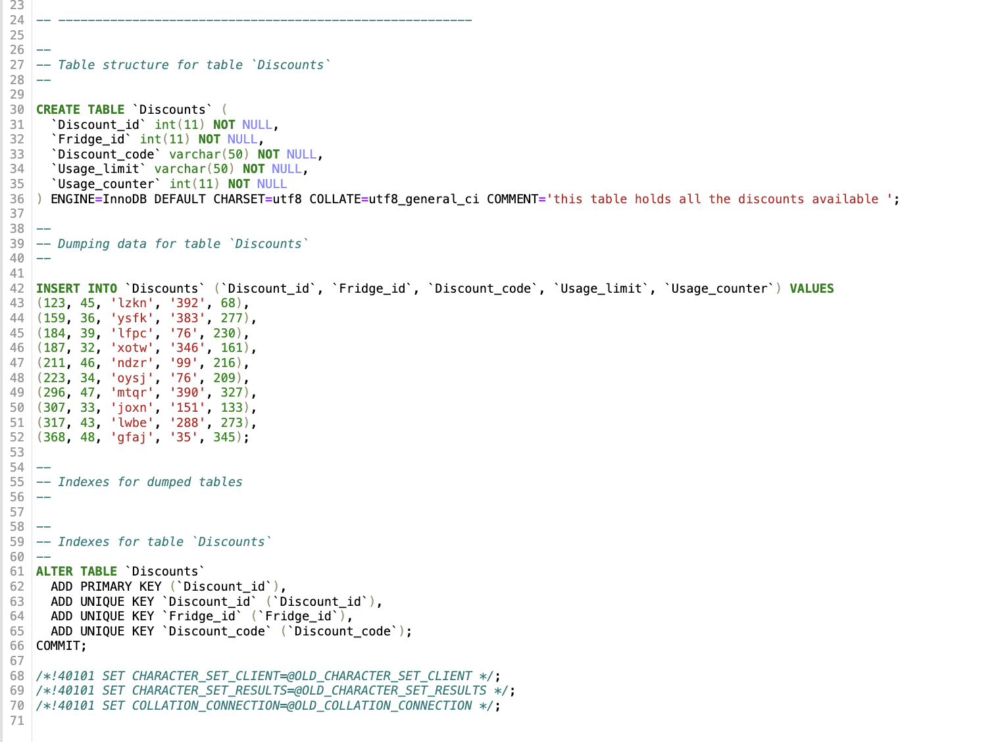 23
24 -- --------------------------------------------------------
25
26 --
27 -- Table structure for table `Discounts`
28 --
29
30 CREATE TABLE `Discounts` (
31   `Discount_id` int(11) NOT NULL,
32   `Fridge_id` int(11) NOT NULL,
33   `Discount_code` varchar(50) NOT NULL,
34   `Usage_limit` varchar(50) NOT NULL,
35   `Usage_counter` int(11) NOT NULL
36 ) ENGINE=InnoDB DEFAULT CHARSET=utf8 COLLATE=utf8_general_ci COMMENT='this table holds all the discounts available ';
37
38 --
39 -- Dumping data for table `Discounts`
40 --
41
42 INSERT INTO `Discounts` (`Discount_id`, `Fridge_id`, `Discount_code`, `Usage_limit`, `Usage_counter`) VALUES
43 (123, 45, 'lzkn', '392', 68),
44 (159, 36, 'ysfk', '383', 277),
45 (184, 39, 'lfpc', '76', 230),
46 (187, 32, 'xotw', '346', 161),
47 (211, 46, 'ndzr', '99', 216),
48 (223, 34, 'oysj', '76', 209),
49 (296, 47, 'mtqr', '390', 327),
50 (307, 33, 'joxn', '151', 133),
51 (317, 43, 'lwbe', '288', 273),
52 (368, 48, 'gfaj', '35', 345);
53
54 --
55 -- Indexes for dumped tables
56 --
57
58 --
59 -- Indexes for table `Discounts`
60 --
61 ALTER TABLE `Discounts`
62   ADD PRIMARY KEY (`Discount_id`),
63   ADD UNIQUE KEY `Discount_id` (`Discount_id`),
64   ADD UNIQUE KEY `Fridge_id` (`Fridge_id`),
65   ADD UNIQUE KEY `Discount_code` (`Discount_code`);
66 COMMIT;
67
68 /*!40101 SET CHARACTER_SET_CLIENT=@OLD_CHARACTER_SET_CLIENT */;
69 /*!40101 SET CHARACTER_SET_RESULTS=@OLD_CHARACTER_SET_RESULTS */;
70 /*!40101 SET COLLATION_CONNECTION=@OLD_COLLATION_CONNECTION */;
71